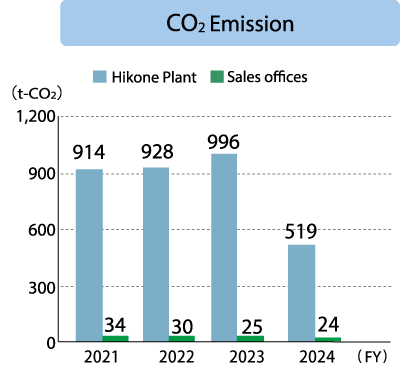 CO₂ Emission
Hikone Plant Sales offices
(t-CO₂)
1,200
914 928 996
900
600 519
300
34 30 25 24
0
2021 2022 2023 2024 (FY)